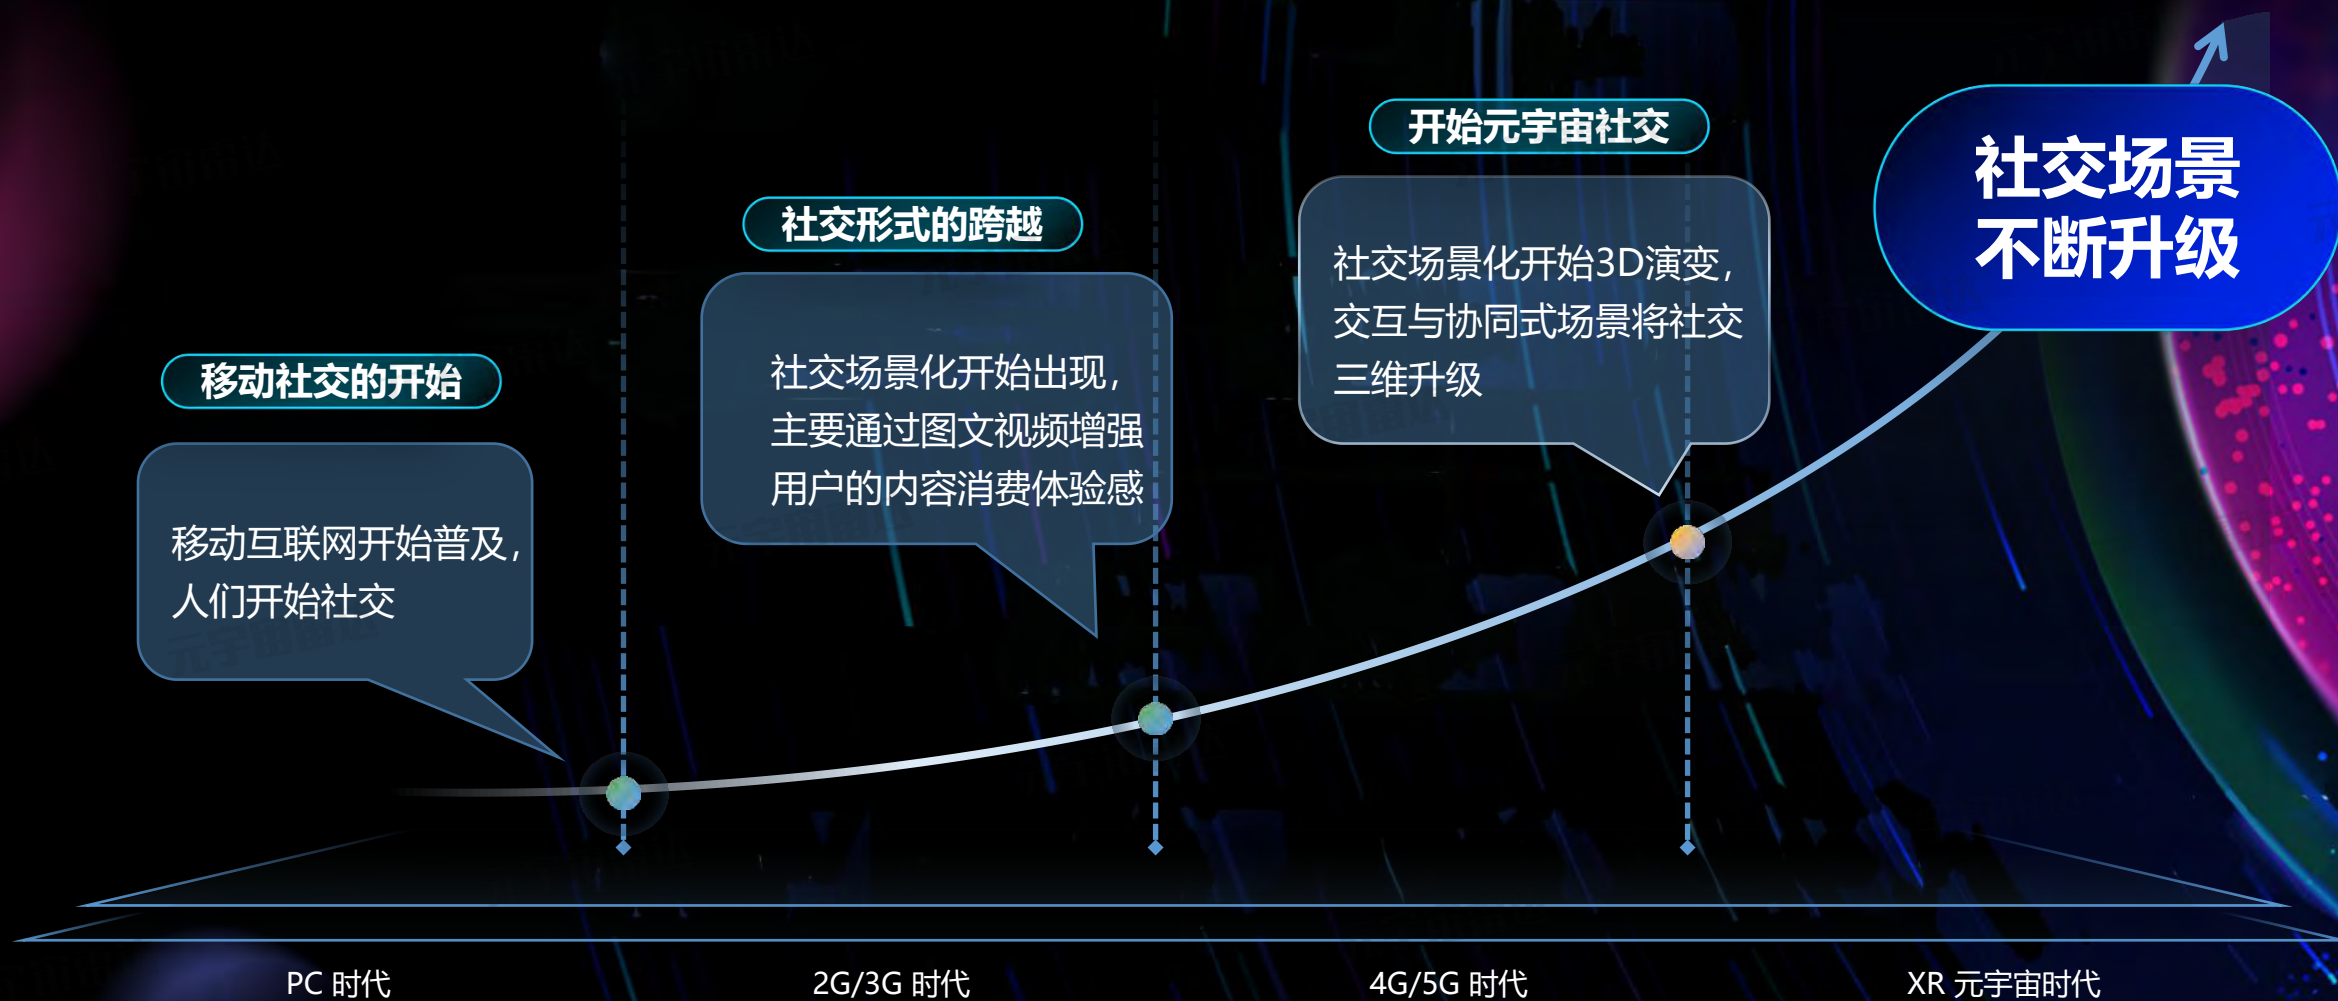 开始元宇宙社交
社交场景
不断升级
社交形式的跨越
社交场景化开始3D演变，
交互与协同式场景将社交
三维升级
移动社交的开始
社交场景化开始出现，
主要通过图文视频增强
用户的内容消费体验感
移动互联网开始普及，
人们开始社交
PC 时代
2G/3G 时代
4G/5G 时代
XR 元宇宙时代